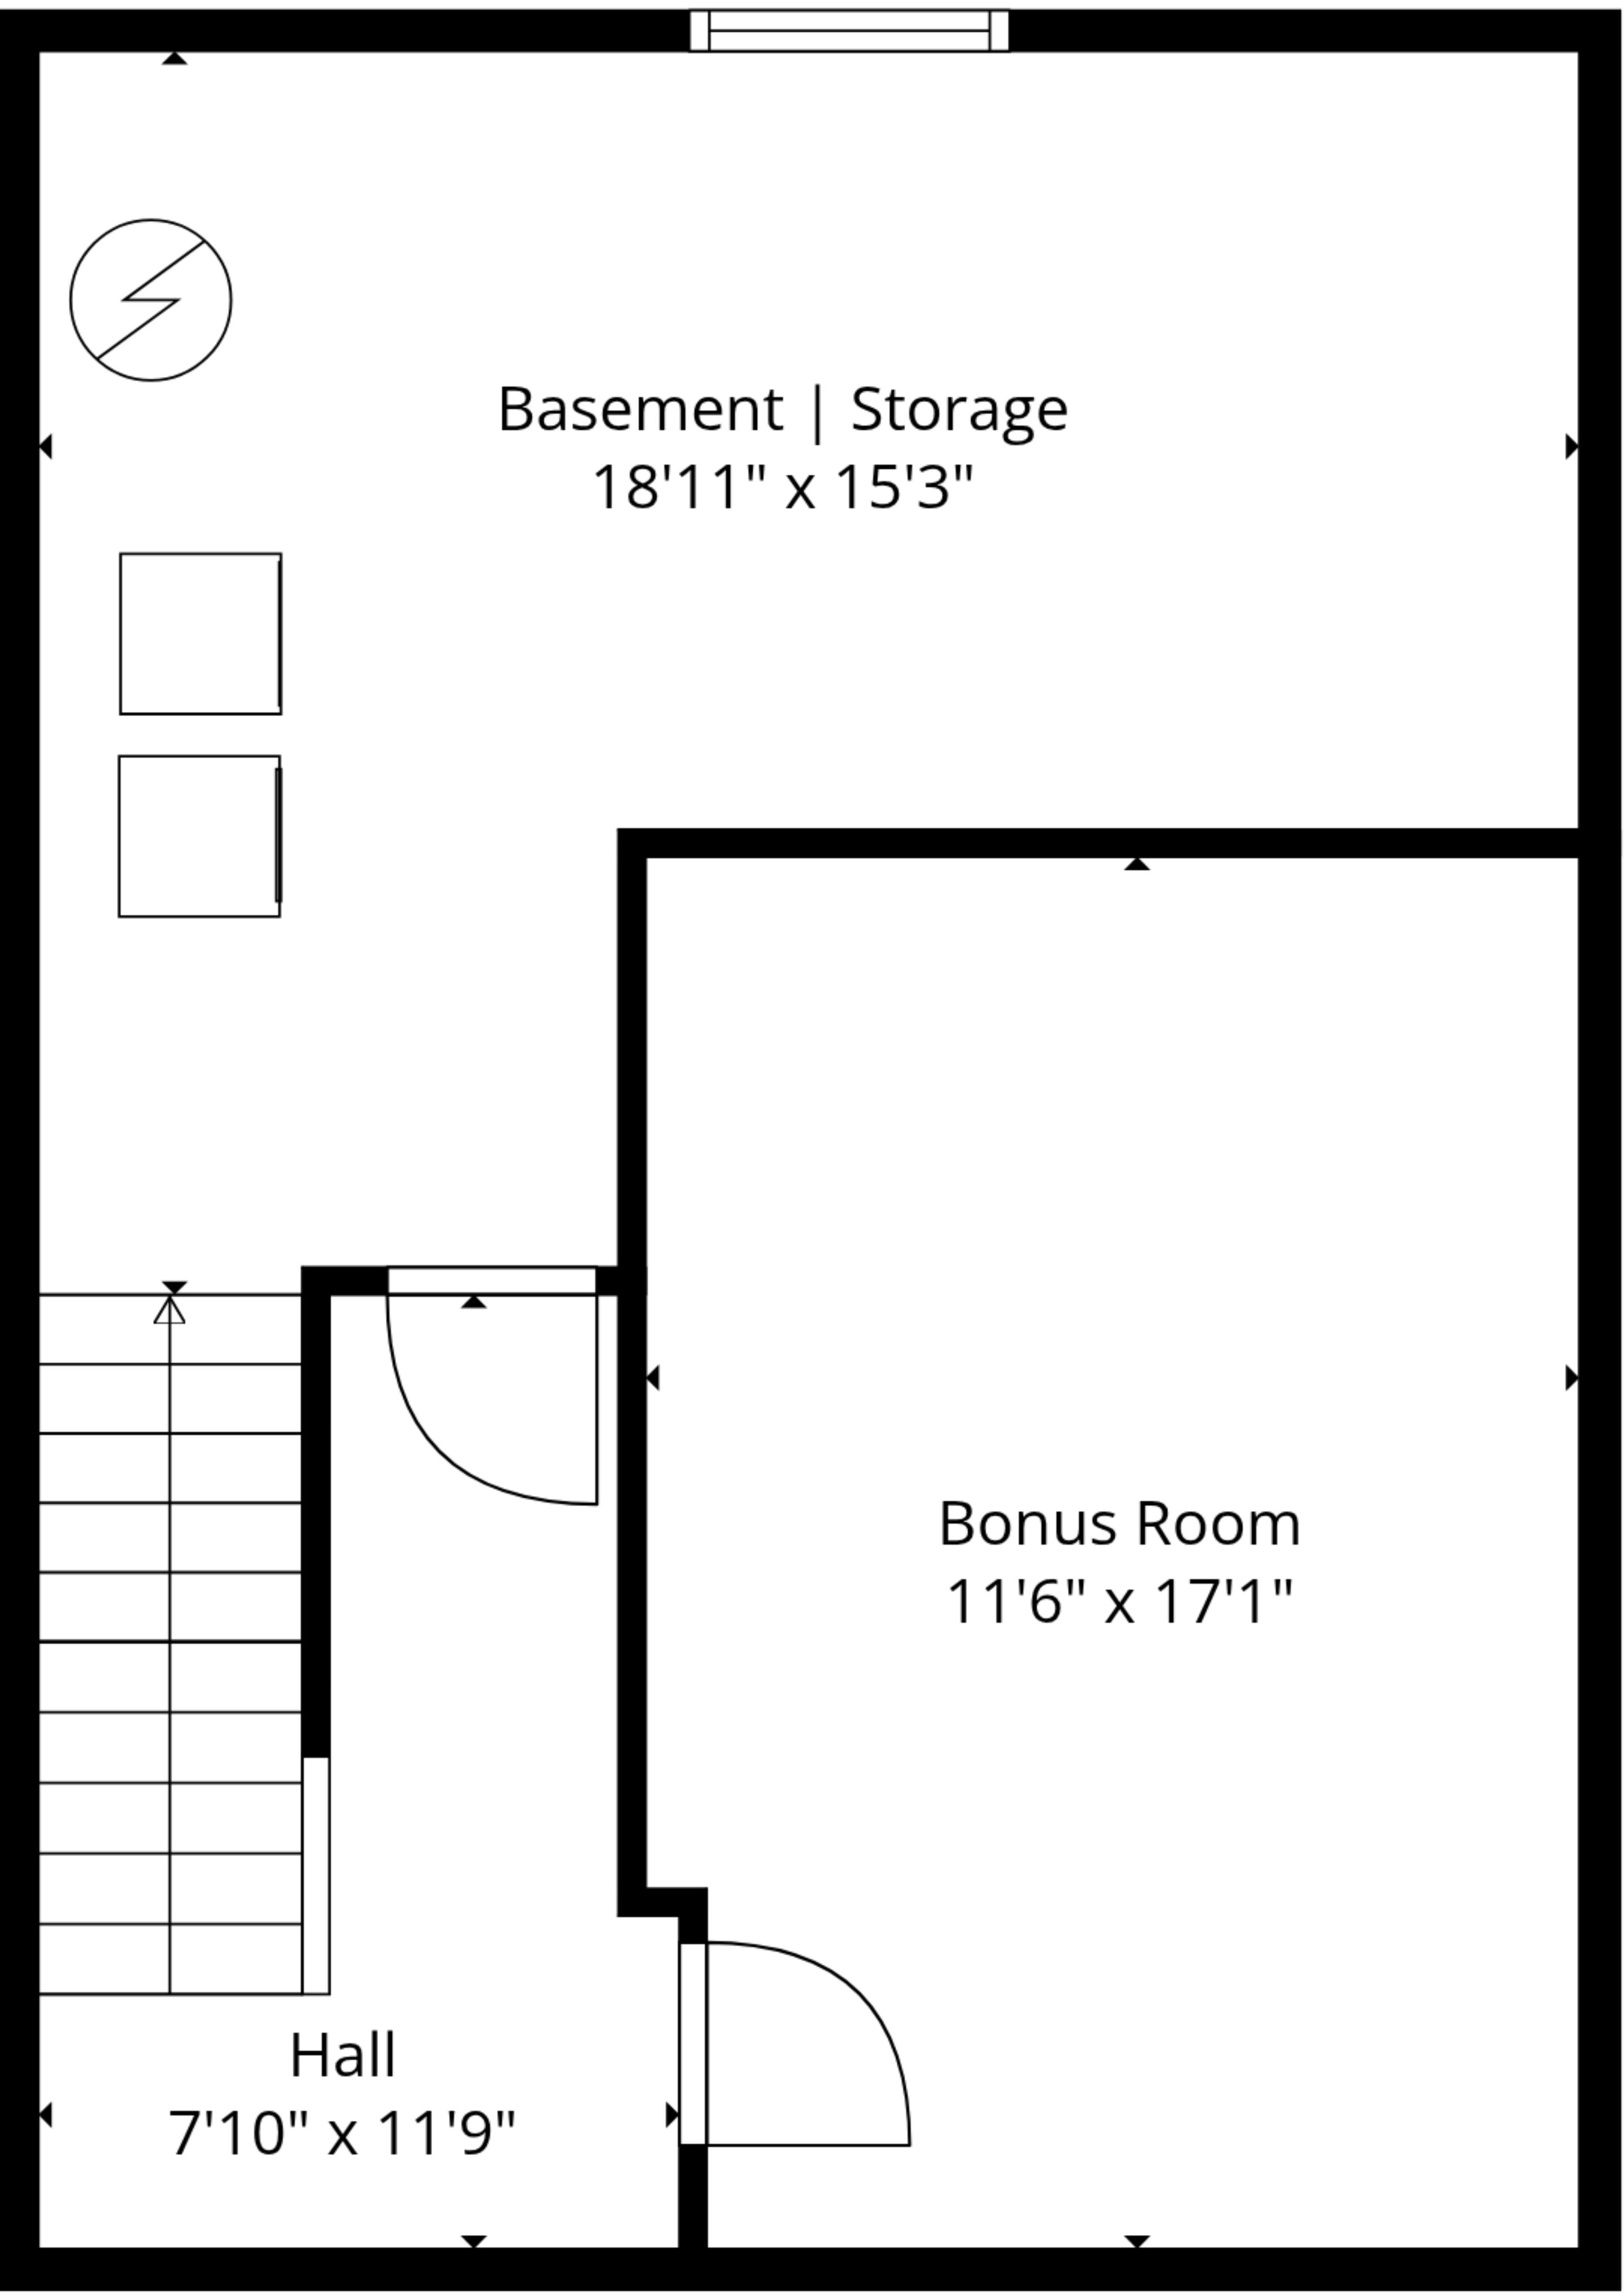 Basement | Storage
18'11" x 15'3"
Bonus Room
11'6" x 17'1"
Hall
7'10" x 11'9"